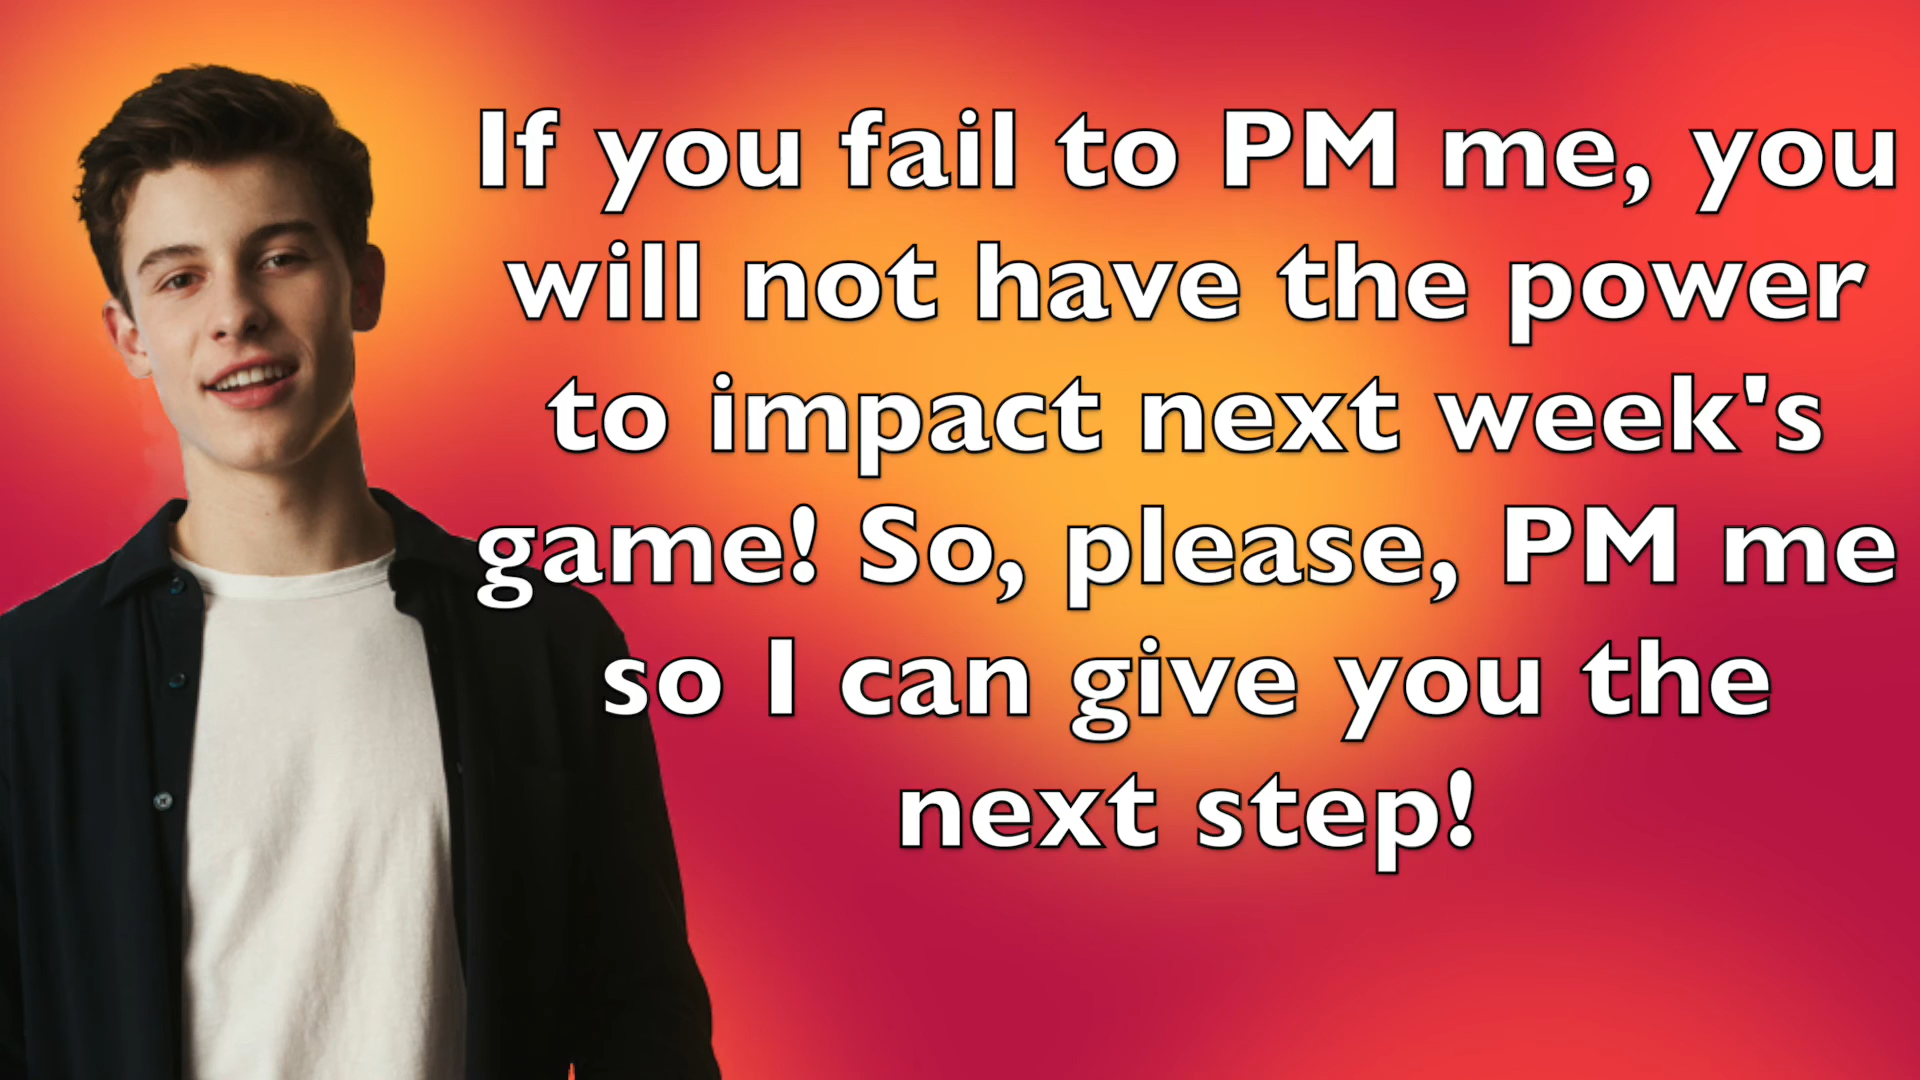 If you fail to PM me, you
will not have the power
to impact next week's
game! So, please, PM me
so I can give you the
next step!